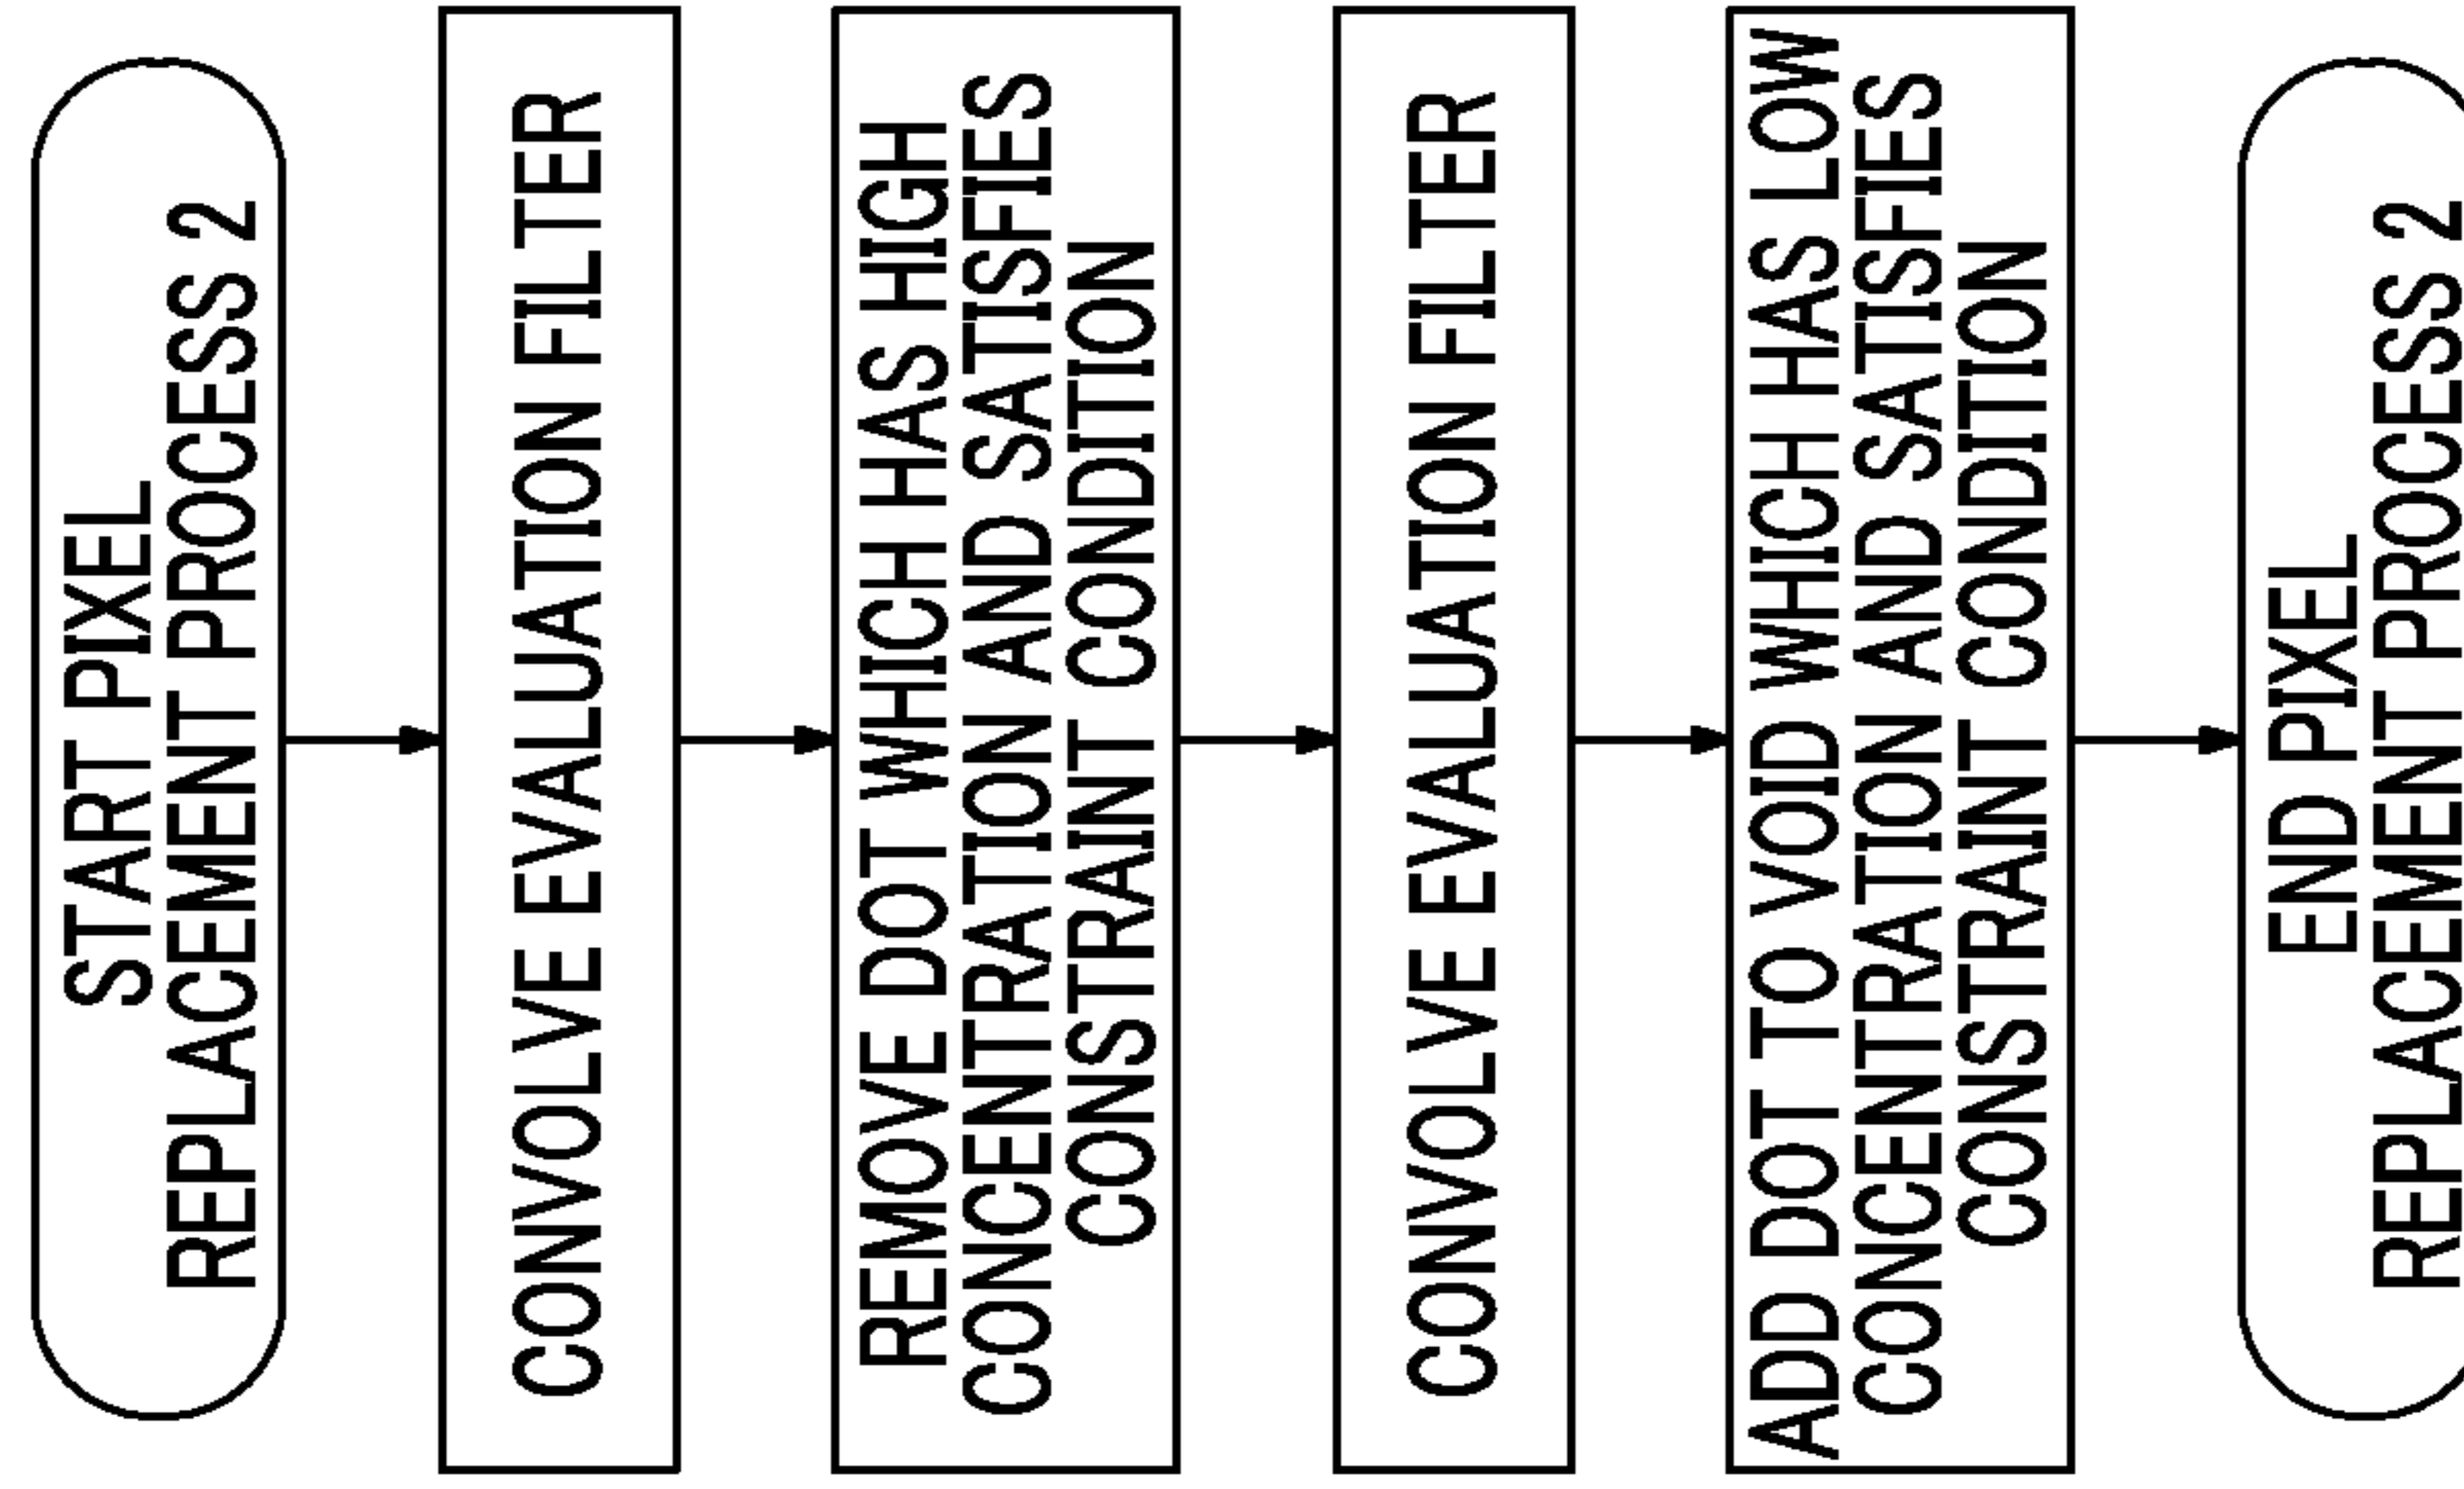 START PIXEL
REPLACEMENT PROCESS 2
CONVOLVE EVALUATION FILTER
REMOVE DOT WHICH HAS HIGH
CONCENTRATION AND SATISFIES
CONSTRAINT CONDITION
CONVOLVE EVALUATION FILTER
ADD DOT TO VOID WHICH HAS LOW
CONCENTRATION AND SATISFIES
CONSTRAINT CONDITION
END PIXEL
REPLACEMENT PROCESS 2